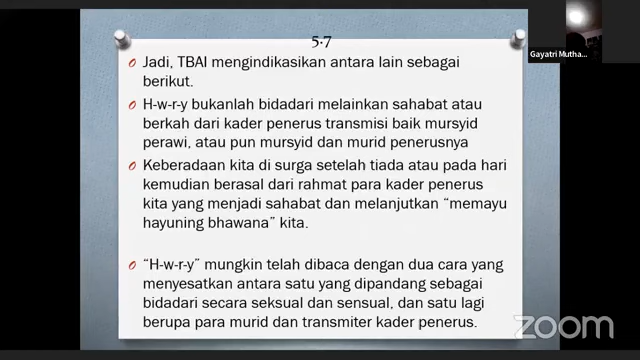 Gayatri Mutha...
5.7
Jadi, TBAI mengindikasikan antara lain sebagai
berikut.
H-w-r-y bukanlah bidadari melainkan sahabat atau
berkah dari kader penerus transmisi baik mursyid
perawi, atau pun mursyid dan murid penerusnya
Keberadaan kita di surga setelah tiada atau pada hari
kemudian berasal dari rahmat para kader penerus
kita yang menjadi sahabat dan melanjutkan “memayu
hayuning bhawana” kita.
“H-w-r-y” mungkin telah dibaca dengan dua cara yang
menyesatkan antara satu yang dipandang sebagai
bidadari secara seksual dan sensual, dan satu lagi
berupa para murid dan transmiter kader penerus.
zoom